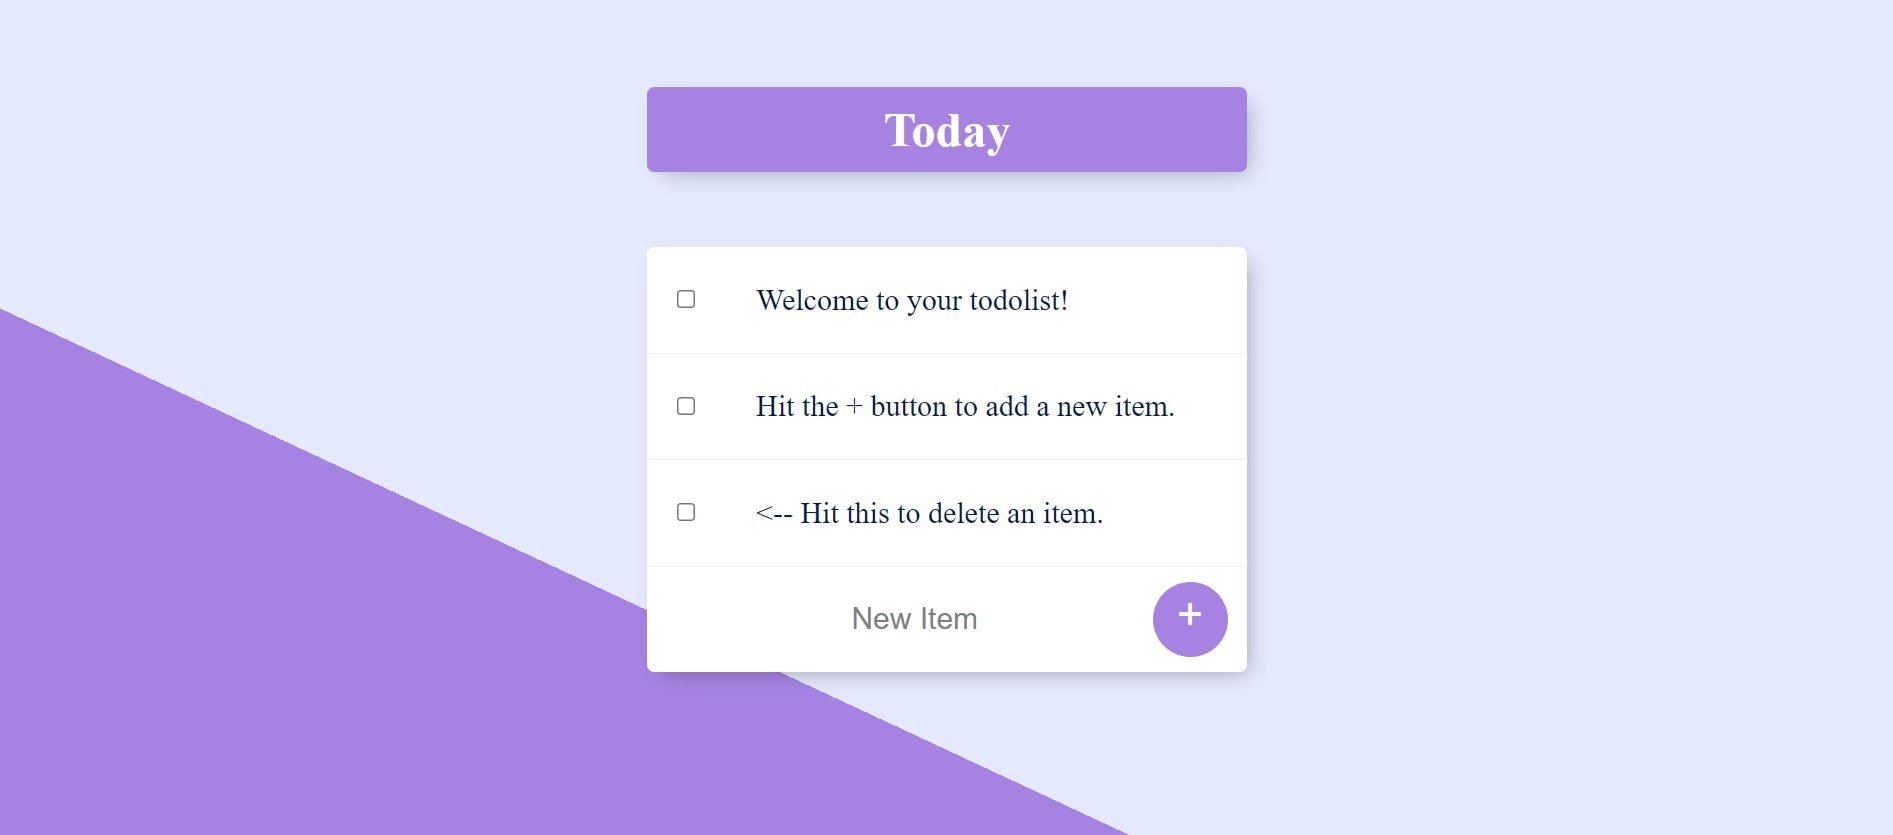 Today
Welcome to your todolist!
Hit the + button to add a new item.
<-- Hit this to delete an item.
New Item
+